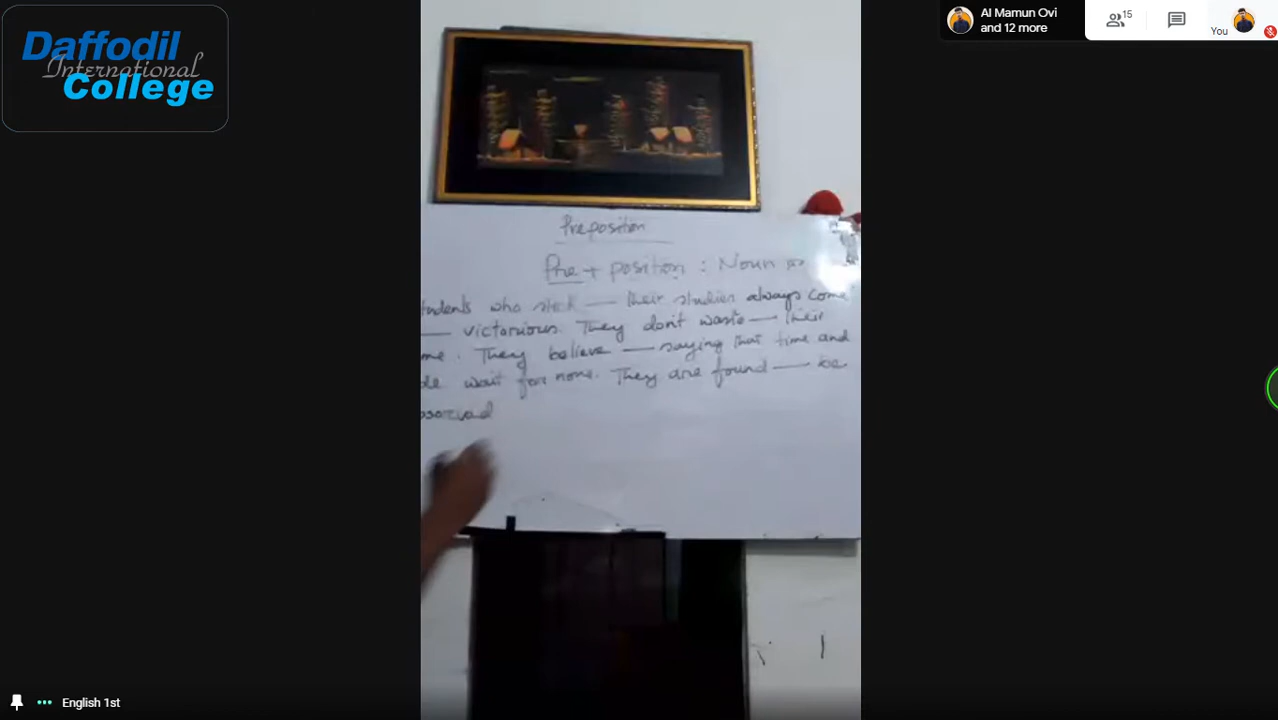 Daffodil
International
College
Al Mamun Ovi
and 12 more
15
You
Preposition
Pre + position : Noun or
tudents who stick — their studies always come
— victorious. They don't waste — their
me. They believe — saying that time and
de wait for none. They are found — be
English 1st